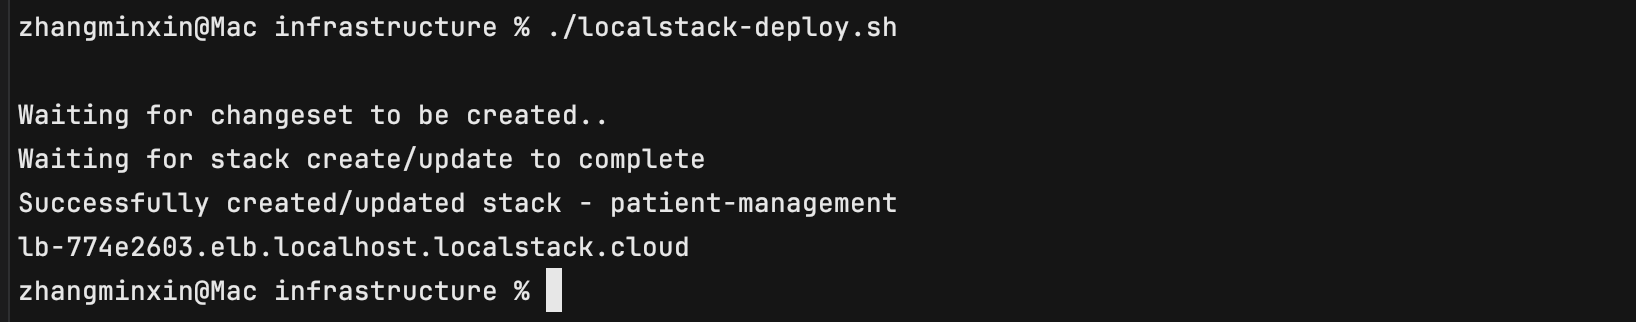 zhangminxin@Mac infrastructure % ./localstack-deploy.sh
Waiting for changeset to be created..
Waiting for stack create/update to complete
Successfully created/updated stack - patient-management
lb-774e2603.elb.localhost.localstack.cloud
zhangminxin@Mac infrastructure %